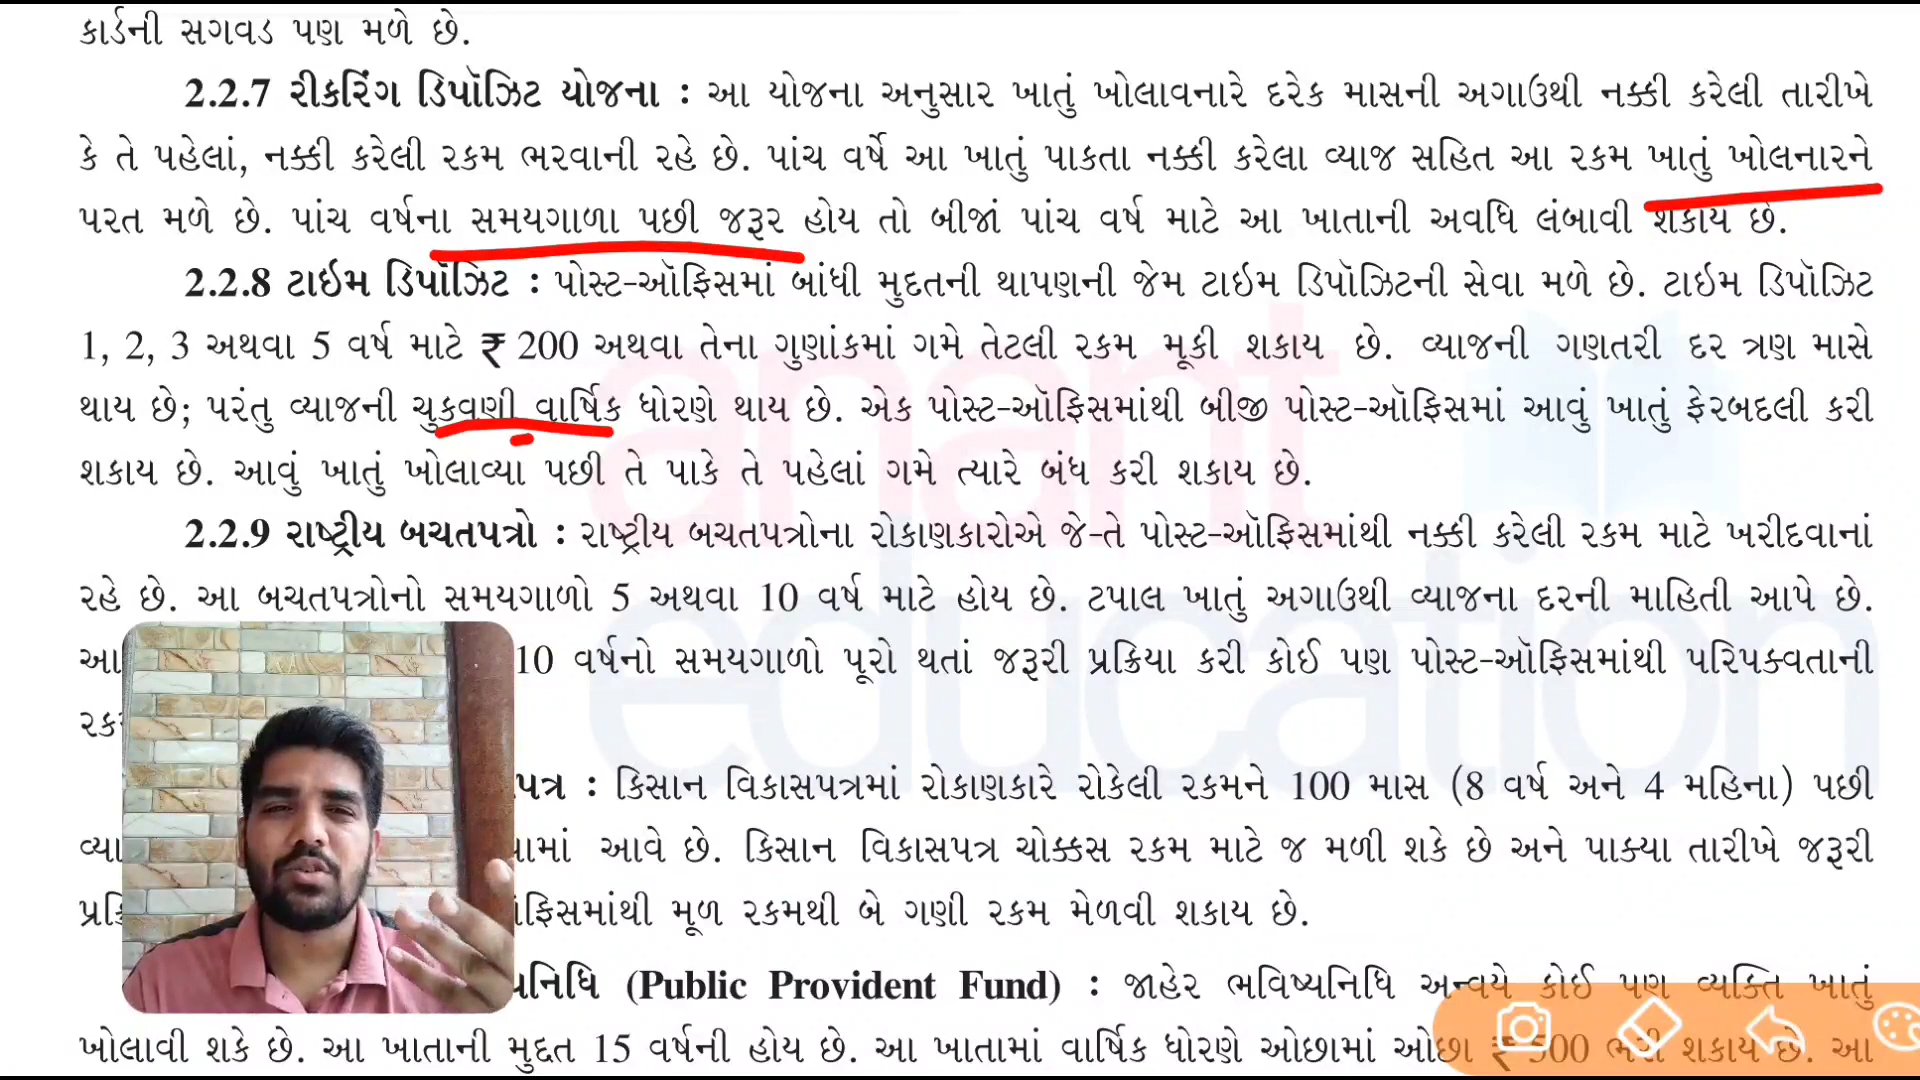 કાર્ડની સગવડ પણ મળે છે.
2.2.7 રીકરિંગ ડિપૉઝિટ યોજના : આ યોજના અનુસાર ખાતું ખોલાવનારે દરેક માસની અગાઉથી નક્કી કરેલી તારીખે
કે તે પહેલાં, નક્કી કરેલી રકમ ભરવાની રહે છે. પાંચ વર્ષે આ ખાતું પાકતા નક્કી કરેલા વ્યાજ સહિત આ રકમ ખાતું ખોલનારને
પરત મળે છે. પાંચ વર્ષના સમયગાળા પછી જરૂર હોય તો બીજાં પાંચ વર્ષ માટે આ ખાતાની અવધિ લંબાવી શકાય છે.
2.2.8 ટાઇમ ડિપૉઝિટ : પોસ્ટ-ઑફિસમાં બાંધી મુદતની થાપણની જેમ ટાઇમ ડિપૉઝિટની સેવા મળે છે. ટાઇમ ડિપૉઝિટ
1, 2, 3 અથવા 5 વર્ષ માટે ₹ 200 અથવા તેના ગુણાંકમાં ગમે તેટલી રકમ મૂકી શકાય છે. વ્યાજની ગણતરી દર ત્રણ માસે
થાય છે; પરંતુ વ્યાજની ચુકવણી વાર્ષિક ધોરણે થાય છે. એક પોસ્ટ-ઑફિસમાંથી બીજી પોસ્ટ-ઑફિસમાં આવું ખાતું ફેરબદલી કરી
શકાય છે. આવું ખાતું ખોલાવ્યા પછી તે પાકે તે પહેલાં ગમે ત્યારે બંધ કરી શકાય છે.
2.2.9 રાષ્ટ્રીય બચતપત્રો : રાષ્ટ્રીય બચતપત્રોના રોકાણકારોએ જે-તે પોસ્ટ-ઑફિસમાંથી નક્કી કરેલી રકમ માટે ખરીદવાનાં
રહે છે. આ બચતપત્રોનો સમયગાળો 5 અથવા 10 વર્ષ માટે હોય છે. ટપાલ ખાતું અગાઉથી વ્યાજના દરની માહિતી આપે છે.
આ 10 વર્ષનો સમયગાળો પૂરો થતાં જરૂરી પ્રક્રિયા કરી કોઈ પણ પોસ્ટ-ઑફિસમાંથી પરિપક્વતાની
પત્ર : કિસાન વિકાસપત્રમાં રોકાણકારે રોકેલી રકમને 100 માસ (8 વર્ષ અને 4 મહિના) પછી
આવે છે. કિસાન વિકાસપત્ર ચોક્કસ રકમ માટે જ મળી શકે છે અને પાક્યા તારીખે જરૂરી
મૂળ રકમથી બે ગણી રકમ મેળવી શકાય છે.
(Public Provident Fund) : જાહેર ભવિષ્યનિધિ અન્વયે કોઈ પણ વ્યક્તિ ખાતું
ખોલાવી શકે છે. આ ખાતાની મુદ્દત 15 વર્ષની હોય છે. આ ખાતામાં વાર્ષિક ધોરણે ઓછામાં ઓછા ₹ 500 ભરી શકાય છે. આ
anant
education